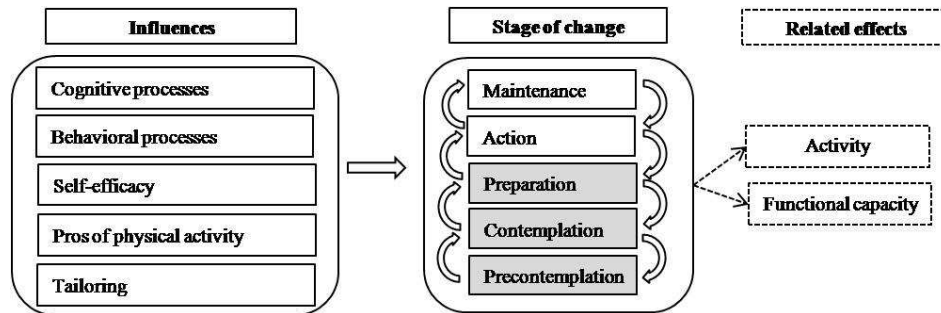 Influences
Cognitive processes
Behavioral processes
Self-efficacy
Pros of physical activity
Tailoring
Stage of change
Maintenance
Action
Preparation
Contemplation
Precontemplation
Related effects
Activity
Functional capacity